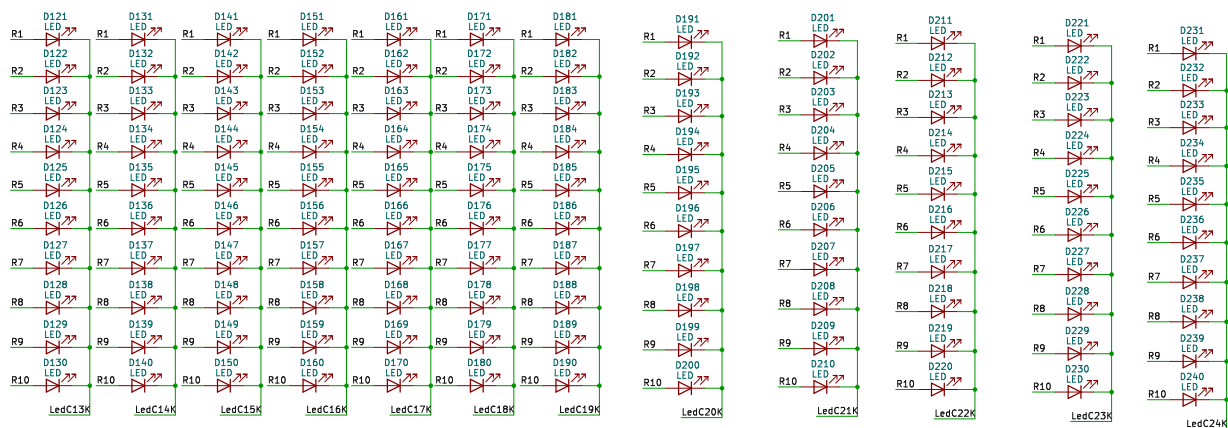 D121 D131 D141 D151 D161 D171 D181 D191 D201 D211 D221 D231
LED LED LED LED LED LED LED LED LED LED LED LED
R1 R1 R1 R1 R1 R1 R1 R1 R1 R1 R1 R1
D122 D132 D142 D152 D162 D172 D182 D192 D202 D212 D222 D232
LED LED LED LED LED LED LED LED LED LED LED LED
R2 R2 R2 R2 R2 R2 R2 R2 R2 R2 R2 R2
D123 D133 D143 D153 D163 D173 D183 D193 D203 D213 D223 D233
LED LED LED LED LED LED LED LED LED LED LED LED
R3 R3 R3 R3 R3 R3 R3 R3 R3 R3 R3 R3
D124 D134 D144 D154 D164 D174 D184 D194 D204 D214 D224 D234
LED LED LED LED LED LED LED LED LED LED LED LED
R4 R4 R4 R4 R4 R4 R4 R4 R4 R4 R4 R4
D125 D135 D145 D155 D165 D175 D185 D195 D205 D215 D225 D235
LED LED LED LED LED LED LED LED LED LED LED LED
R5 R5 R5 R5 R5 R5 R5 R5 R5 R5 R5 R5
D126 D136 D146 D156 D166 D176 D186 D196 D206 D216 D226 D236
LED LED LED LED LED LED LED LED LED LED LED LED
R6 R6 R6 R6 R6 R6 R6 R6 R6 R6 R6 R6
D127 D137 D147 D157 D167 D177 D187 D197 D207 D217 D227 D237
LED LED LED LED LED LED LED LED LED LED LED LED
R7 R7 R7 R7 R7 R7 R7 R7 R7 R7 R7 R7
D128 D138 D148 D158 D168 D178 D188 D198 D208 D218 D228 D238
LED LED LED LED LED LED LED LED LED LED LED LED
R8 R8 R8 R8 R8 R8 R8 R8 R8 R8 R8 R8
D129 D139 D149 D159 D169 D179 D189 D199 D209 D219 D229 D239
LED LED LED LED LED LED LED LED LED LED LED LED
R9 R9 R9 R9 R9 R9 R9 R9 R9 R9 R9 R9
D130 D140 D150 D160 D170 D180 D190 D200 D210 D220 D230 D240
LED LED LED LED LED LED LED LED LED LED LED LED
R10 R10 R10 R10 R10 R10 R10 R10 R10 R10 R10 R10
LedC13K LedC14K LedC15K LedC16K LedC17K LedC18K LedC19K LedC20K LedC21K LedC22K LedC23K LedC24K